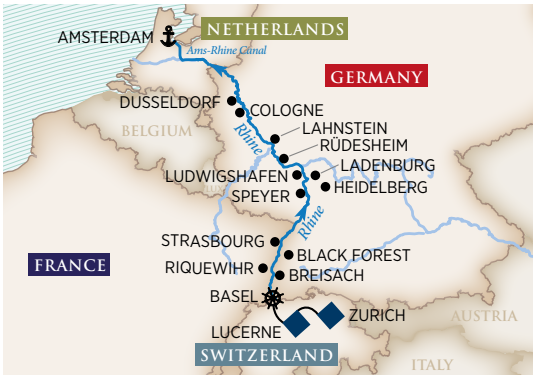 NETHERLANDS
AMSTERDAM
Ams-Rhine Canal
GERMANY
DUSSELDORF
COLOGNE
BELGIUM
Rhine
LAHNSTEIN
RÜDESHEIM
LUDWIGSHAFEN
LADENBURG
LUX
HEIDELBERG
SPEYER
Rhine
STRASBOURG
BLACK FOREST
FRANCE
RIQUEWIHR
BREISACH
BASEL
ZURICH
AUSTRIA
LUCERNE
SWITZERLAND
ITALY